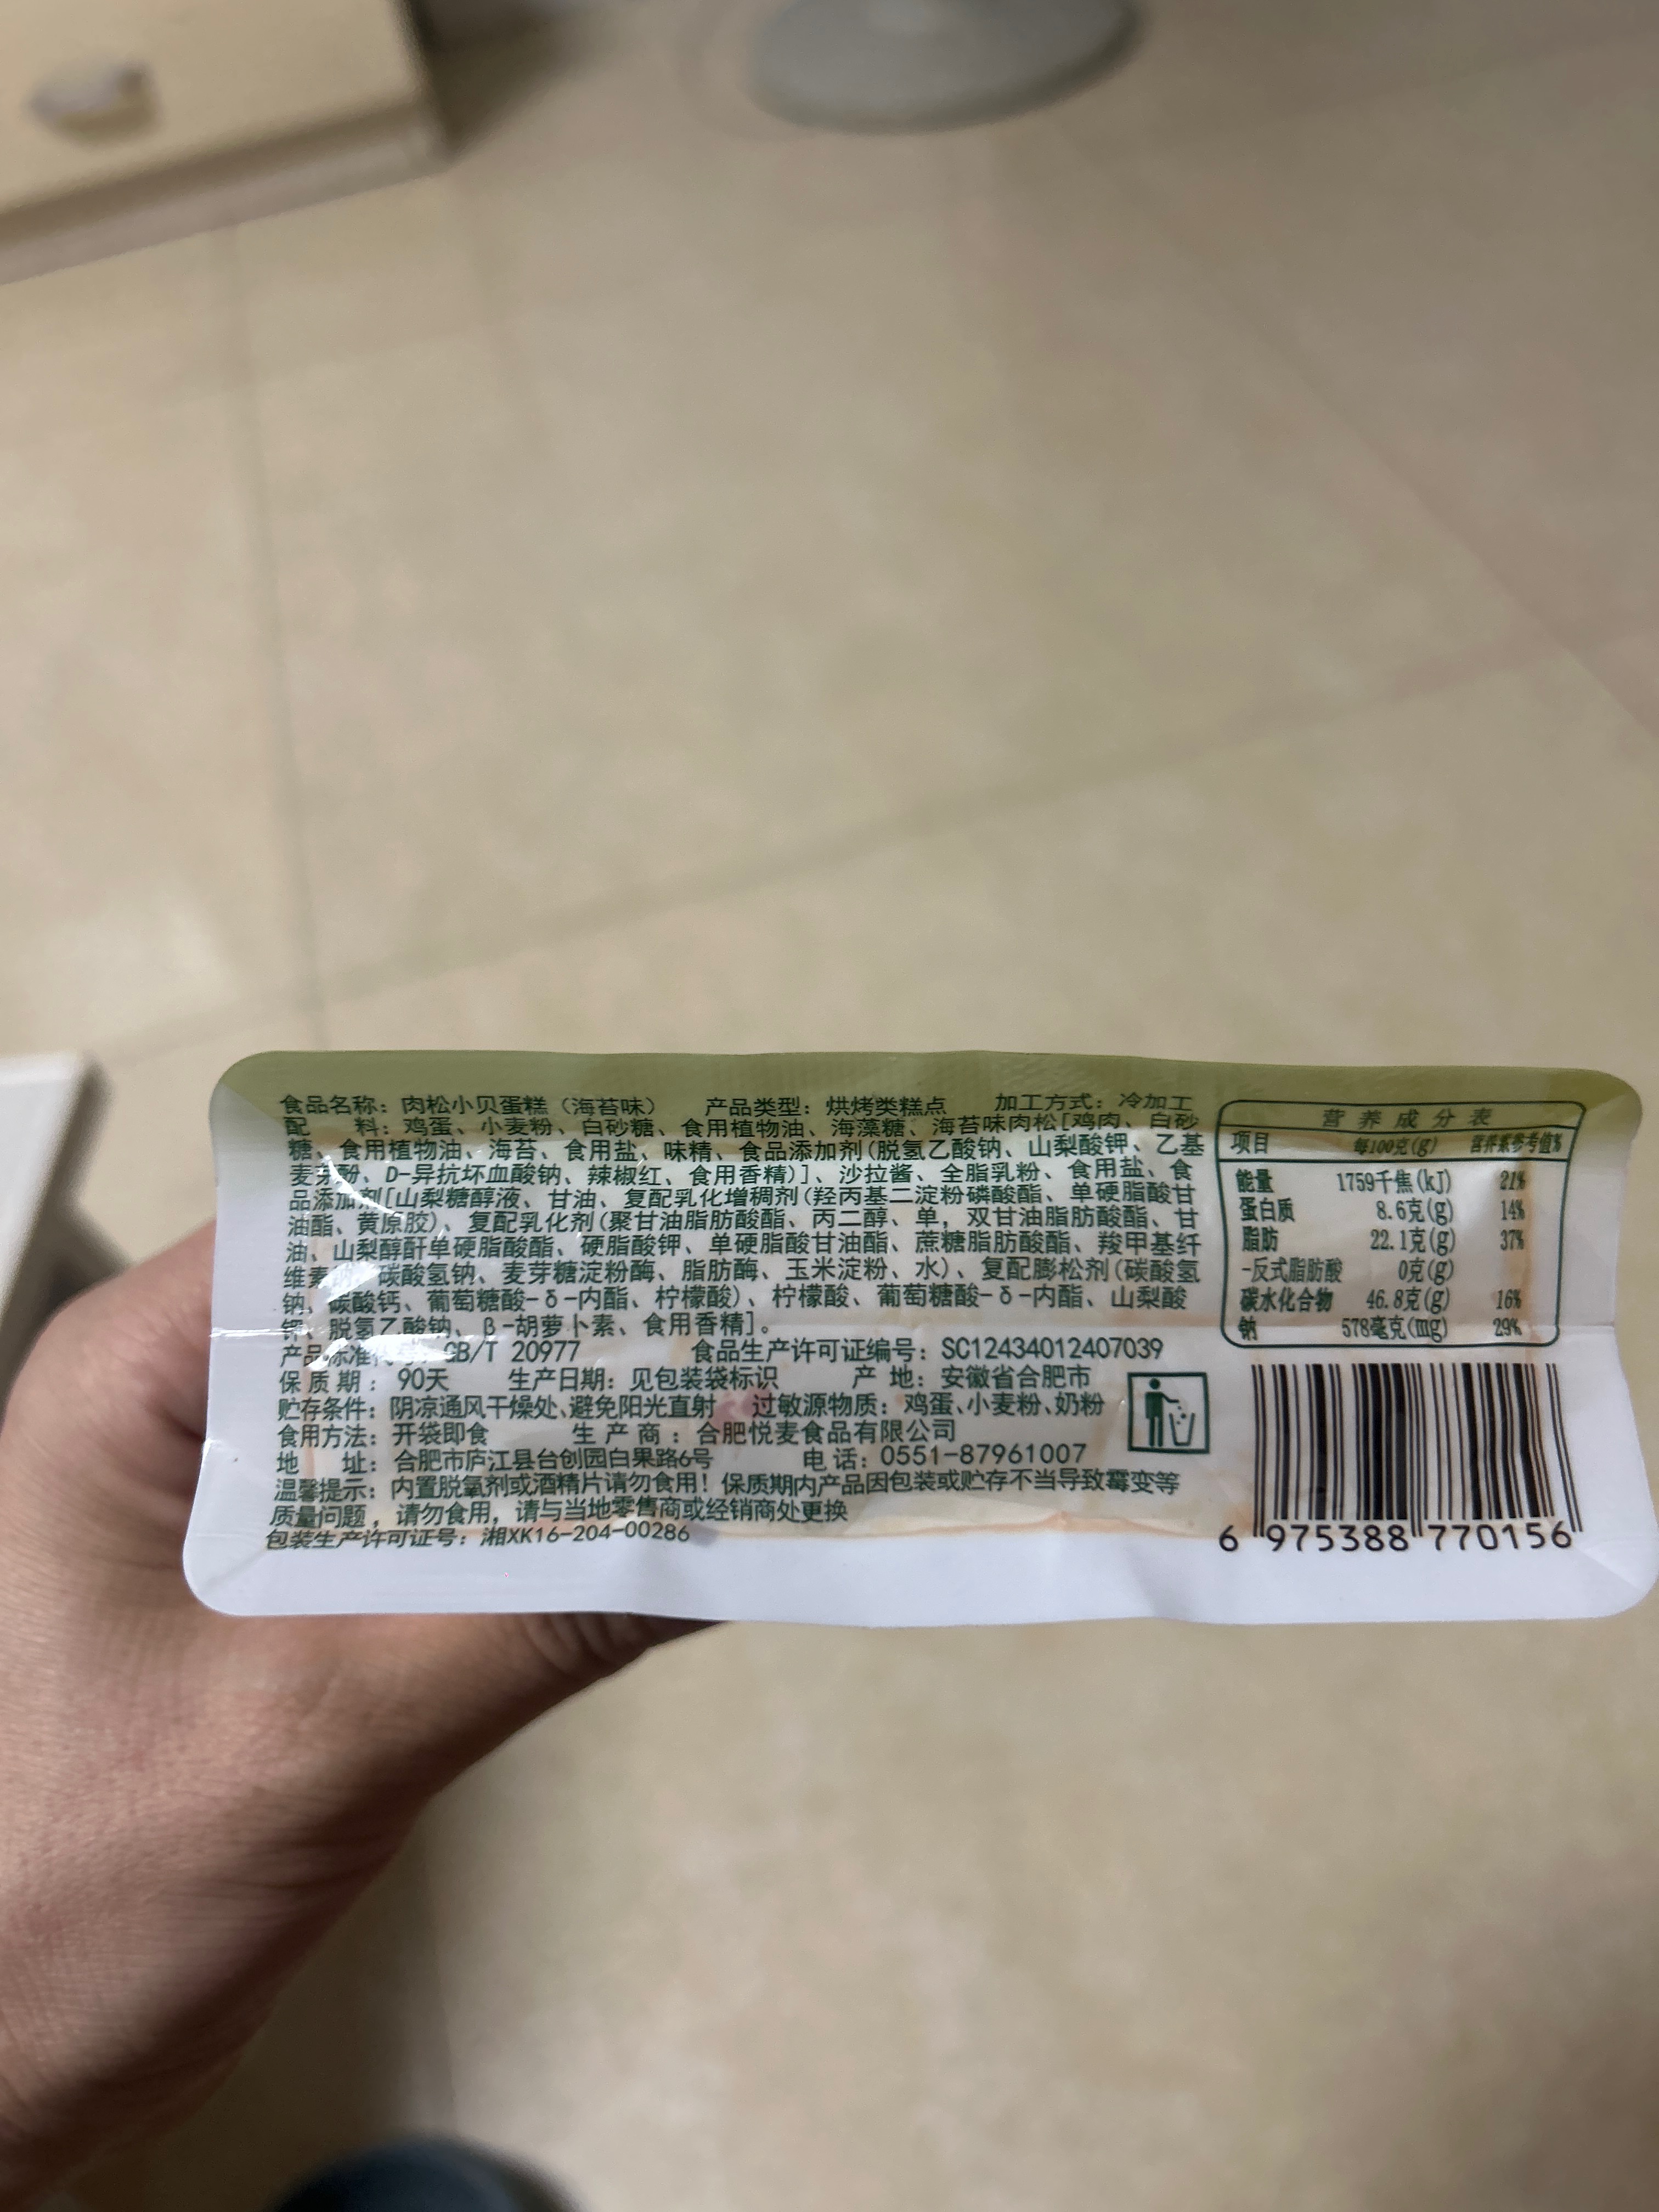 食品名称：肉松小贝蛋糕（海苔味） 产品类型：烘烤类糕点 加工方式：冷加工
配 料：鸡蛋、小麦粉、白砂糖、食用植物油、海藻糖、海苔味肉松[鸡肉、白砂
糖、食用植物油、海苔、食用盐、味精、食品添加剂(脱氢乙酸钠、山梨酸钾、乙基
麦芽酚、D-异抗坏血酸钠、辣椒红、食用香精)]、沙拉酱、全脂乳粉、食用盐、食
品添加剂[山梨糖醇液、甘油、复配乳化增稠剂(羟丙基二淀粉磷酸酯、单硬脂酸甘
油酯、黄原胶)、复配乳化剂(聚甘油脂肪酸酯、丙二醇、单，双甘油脂肪酸酯、甘
油、山梨醇酐单硬脂酸酯、硬脂酸钾、单硬脂酸甘油酯、蔗糖脂肪酸酯、羧甲基纤
维素 碳酸氢钠、麦芽糖淀粉酶、脂肪酶、玉米淀粉、水)、复配膨松剂(碳酸氢
钠、碳酸钙、葡萄糖酸-δ-内酯、柠檬酸)、柠檬酸、葡萄糖酸-δ-内酯、山梨酸
钾、脱氢乙酸钠、β-胡萝卜素、食用香精]。
产品标准代号：GB/T 20977 食品生产许可证编号：SC12434012407039
保质期：90天 生产日期：见包装袋标识 产 地：安徽省合肥市
贮存条件：阴凉通风干燥处、避免阳光直射 过敏源物质：鸡蛋、小麦粉、奶粉
食用方法：开袋即食 生产商：合肥悦麦食品有限公司
地 址：合肥市庐江县台创园白果路6号 电话：0551-87961007
温馨提示：内置脱氧剂或酒精片请勿食用！保质期内产品因包装或贮存不当导致霉变等
质量问题，请勿食用，请与当地零售商或经销商处更换
包装生产许可证号：湘XK16-204-00286
营养成分表
项目 每100克(g) 营养素参考值%
能量 1759千焦(kJ) 21%
蛋白质 8.6克(g) 14%
脂肪 22.1克(g) 37%
-反式脂肪酸 0克(g)
碳水化合物 46.8克(g) 16%
钠 578毫克(mg) 29%
6 975388 770156